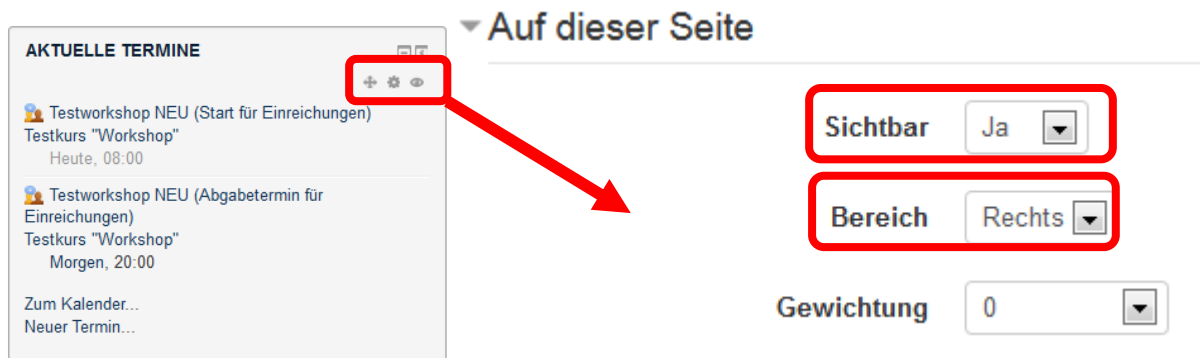 AKTUELLE TERMINE
Testworkshop NEU (Start für Einreichungen)
Testkurs "Workshop"
Heute, 08:00
Testworkshop NEU (Abgabetermin für
Einreichungen)
Testkurs "Workshop"
Morgen, 20:00
Zum Kalender...
Neuer Termin...
Auf dieser Seite
Sichtbar Ja
Bereich Rechts
Gewichtung 0